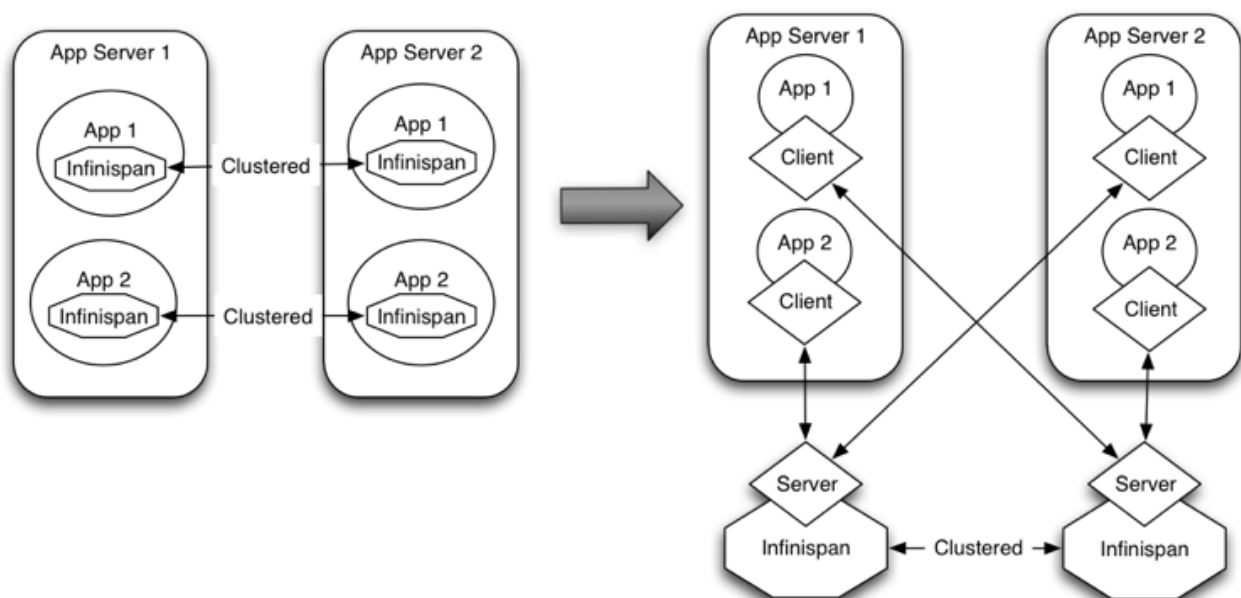 App Server 1
App Server 2
App 1
Infinispan
Clustered
App 1
Infinispan
App 2
Infinispan
Clustered
App 2
Infinispan
App Server 1
App Server 2
App 1
Client
App 1
Client
App 2
Client
App 2
Client
Server
Server
Infinispan
Clustered
Infinispan